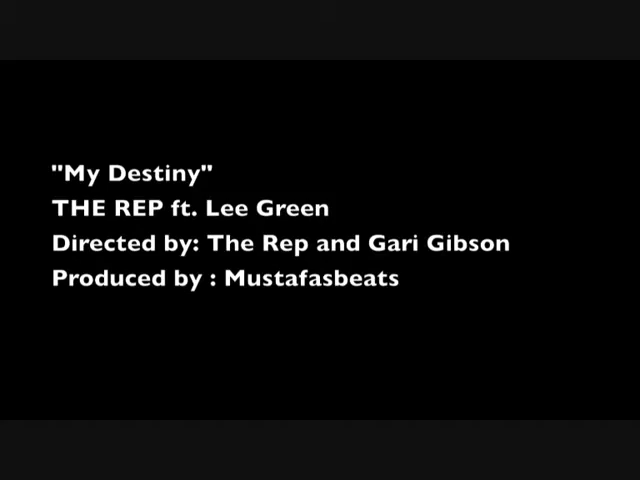 "My Destiny"
THE REP ft. Lee Green
Directed by: The Rep and Gari Gibson
Produced by : Mustafasbeats